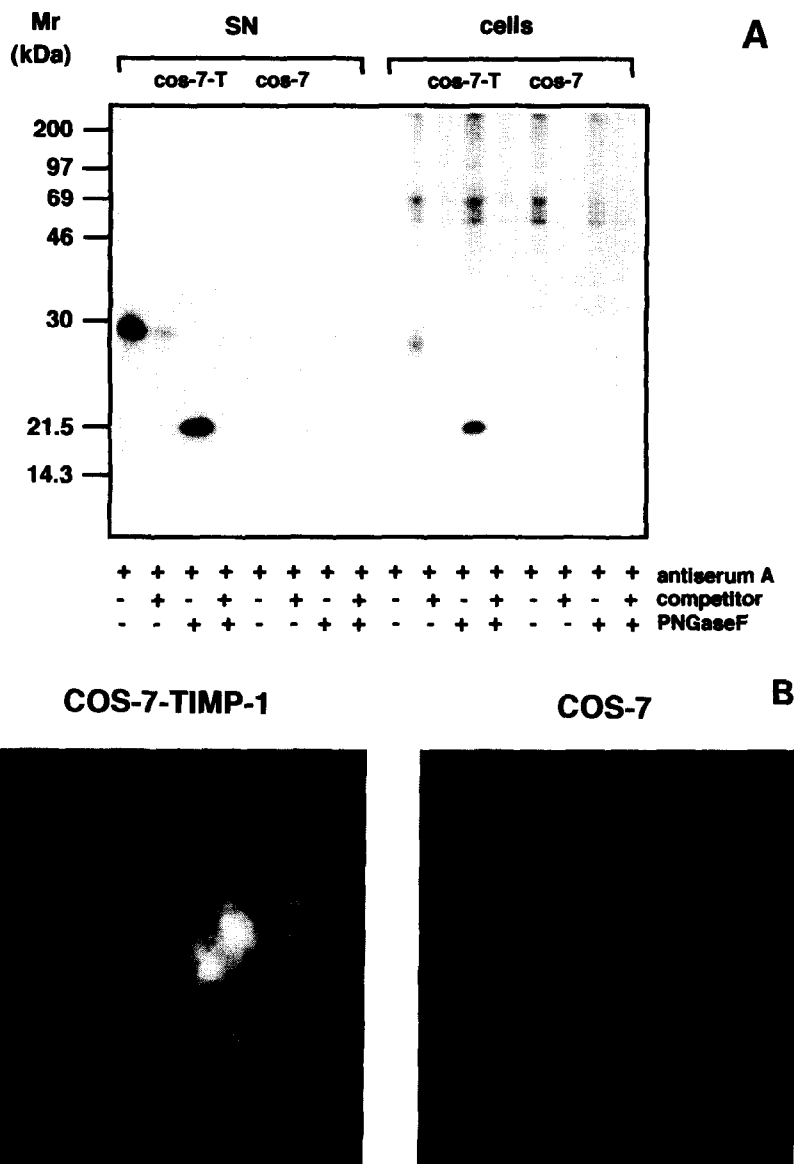 Mr
(kDa)
SN
cells
A
cos-7-T cos-7
cos-7-T cos-7
200
97
69
46
30
21.5
14.3
+ + + + + + + + + + + + + + + + antiserum A
- + - + - + - + - + - + - + - + competitor
- - + + - - + + - - + + - - + + PNGaseF
COS-7-TIMP-1
COS-7
B